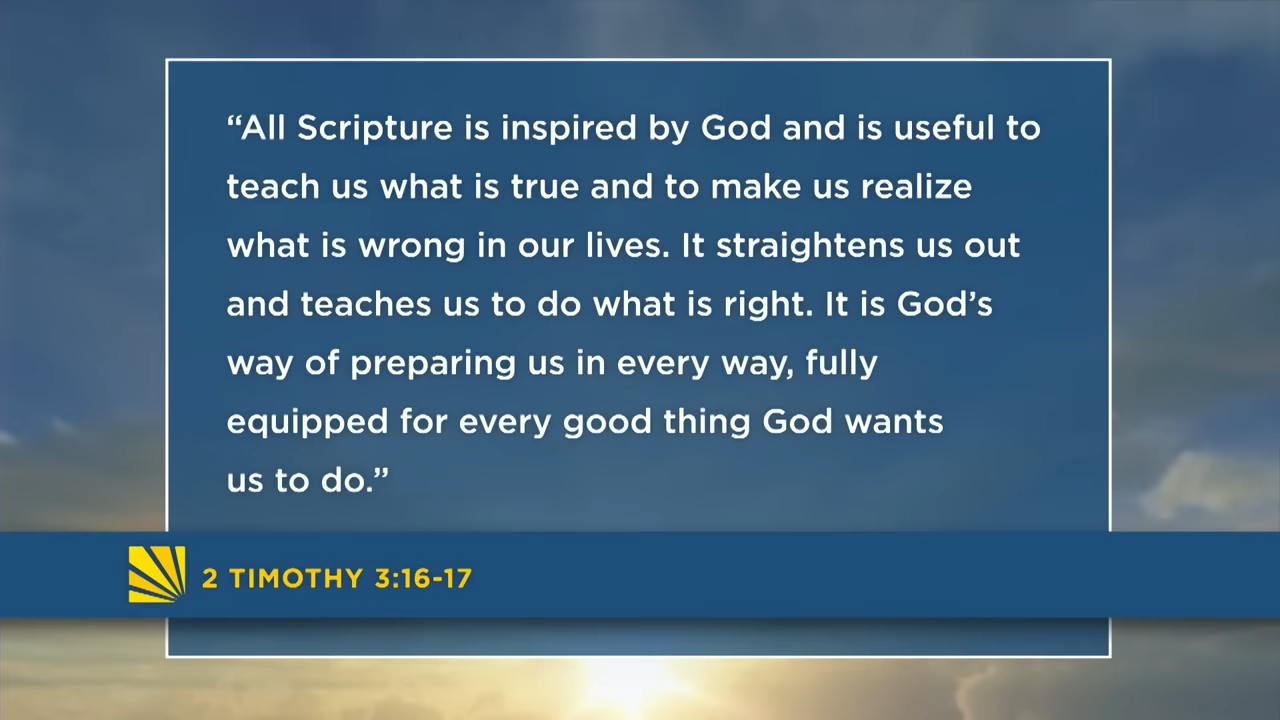 “All Scripture is inspired by God and is useful to
teach us what is true and to make us realize
what is wrong in our lives. It straightens us out
and teaches us to do what is right. It is God’s
way of preparing us in every way, fully
equipped for every good thing God wants
us to do.”
2 TIMOTHY 3:16-17